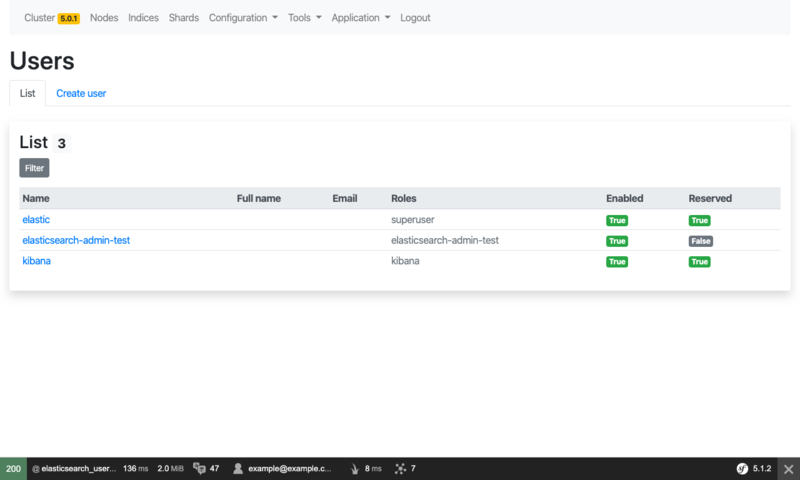 Cluster 5.0.1 Nodes Indices Shards Configuration Tools Application Logout
Users
List Create user
List 3
Filter
Name Full name Email Roles Enabled Reserved
elastic superuser True True
elasticsearch-admin-test elasticsearch-admin-test True False
kibana kibana True True
200 @ elasticsearch_user... 136 ms 2.0 MiB 47 example@example.c... 8 ms 7 sf 5.1.2